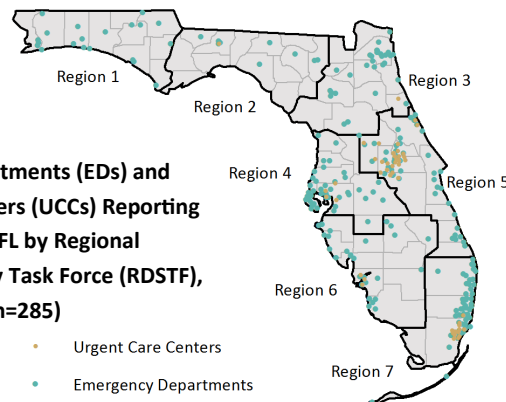 Region 1
Region 2
Region 3
Region 4
Region 5
tments (EDs) and
ers (UCCs) Reporting
FL by Regional
y Task Force (RDSTF),
n=285)
Region 6
Urgent Care Centers
Region 7
Emergency Departments